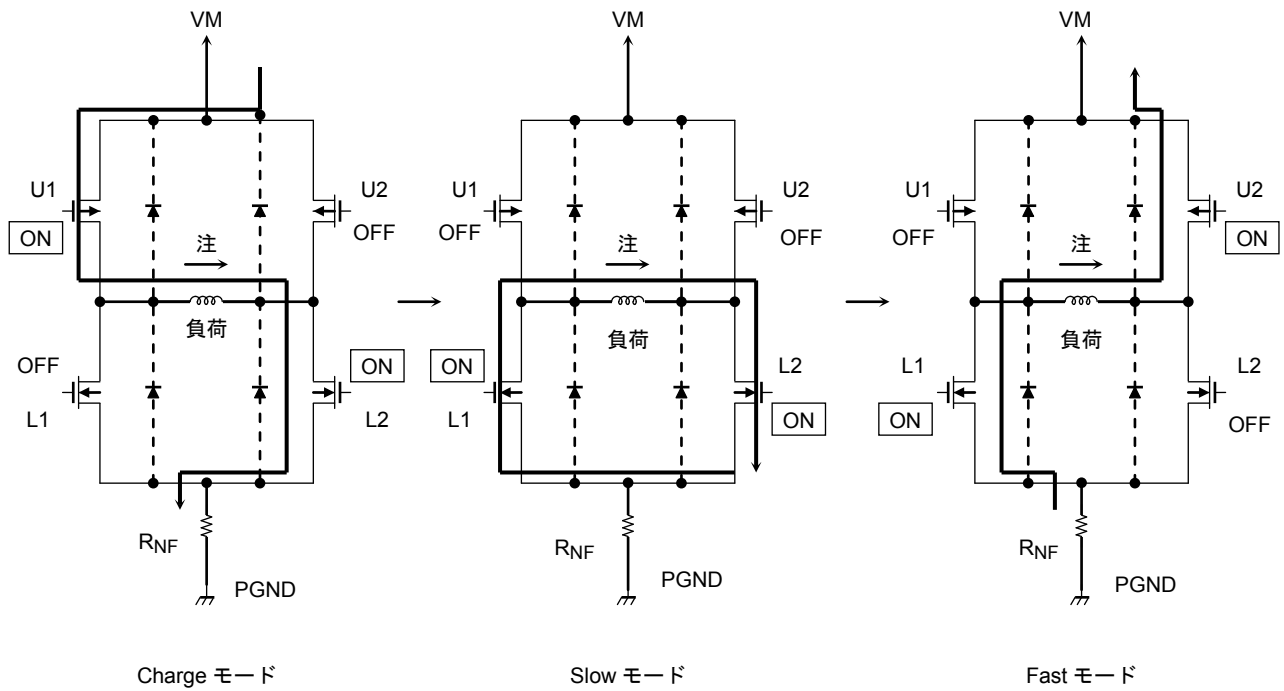 VM
VM
VM
U1
U2
U1
U2
U1
U2
ON
OFF
OFF
OFF
OFF
ON
注
注
注
負荷
負荷
負荷
OFF
ON
ON
L2
L1
L2
L1
L2
L1
ON
ON
OFF
RNF
RNF
RNF
PGND
PGND
PGND
Charge モード
Slow モード
Fast モード